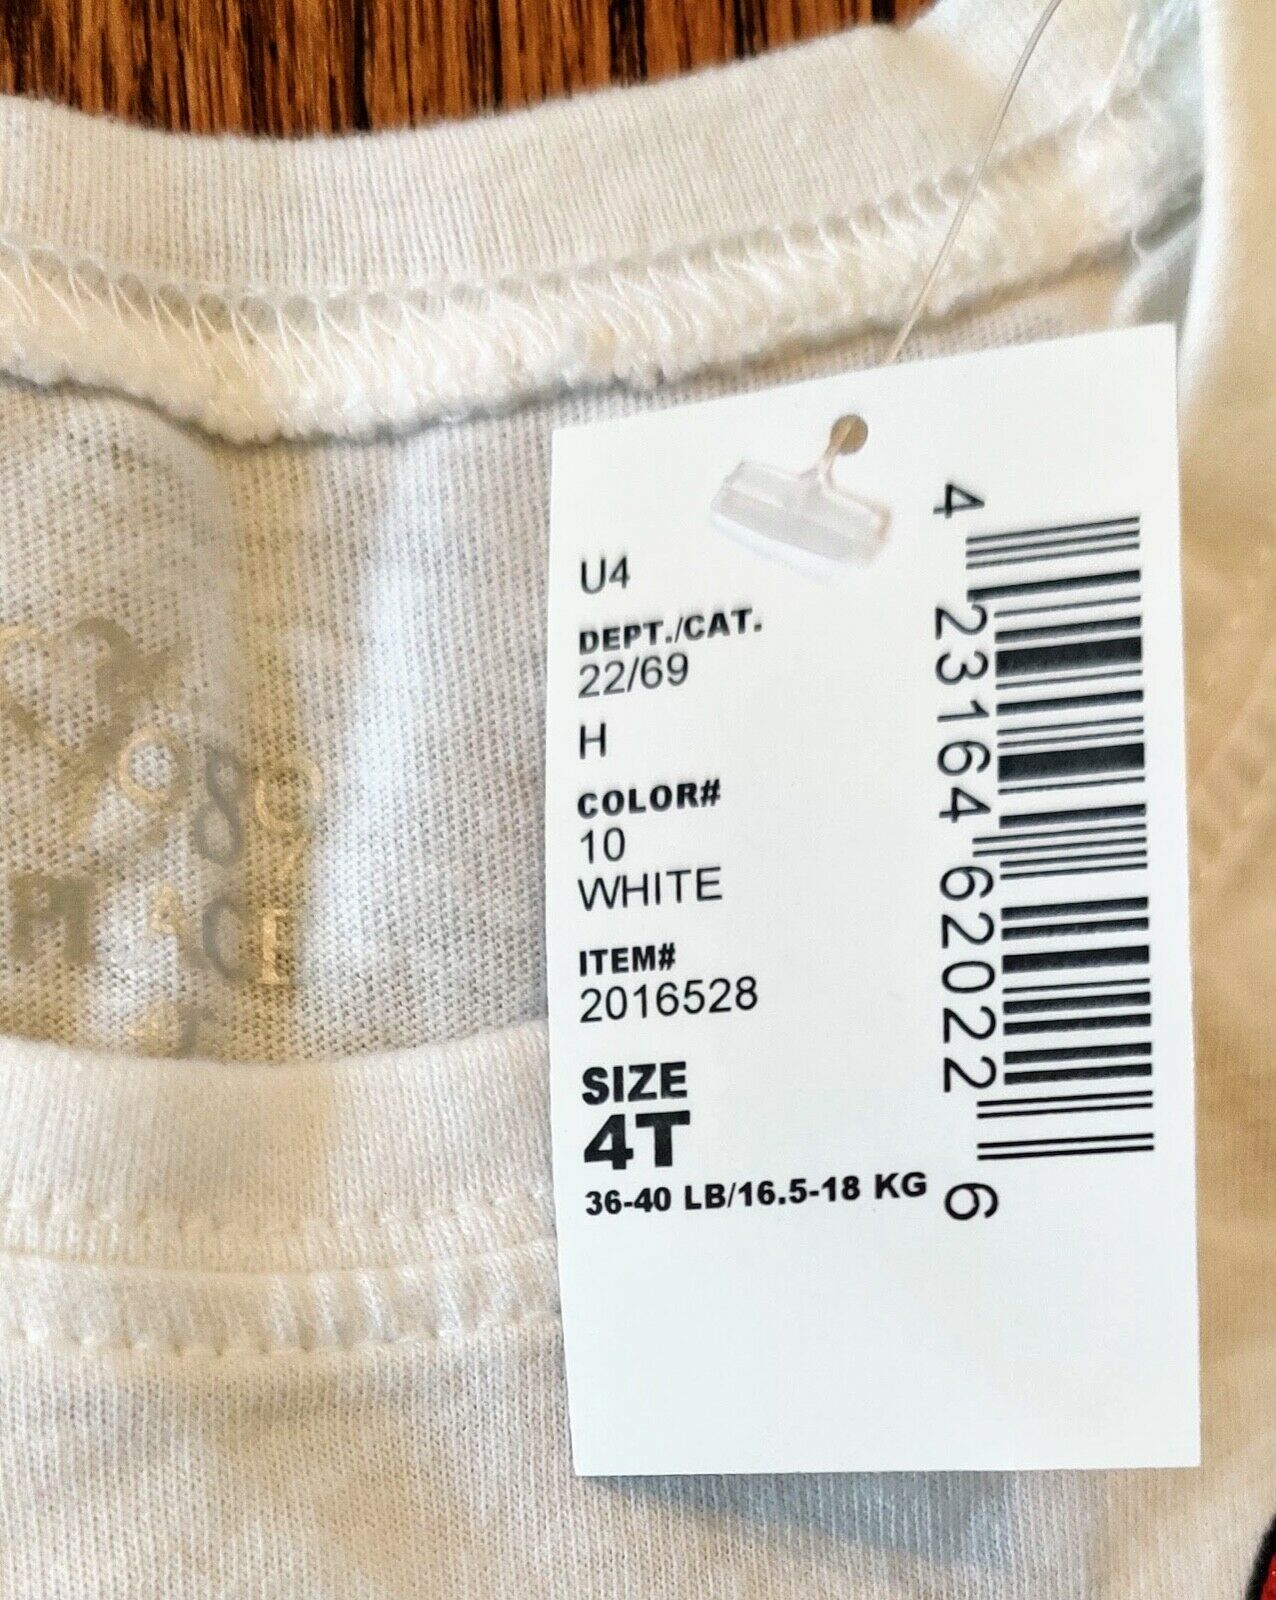 U4
DEPT./CAT.
22/69
H
COLOR#
10
WHITE
ITEM#
2016528
SIZE
4T
36-40 LB/16.5-18 KG
4 23164 62022 6